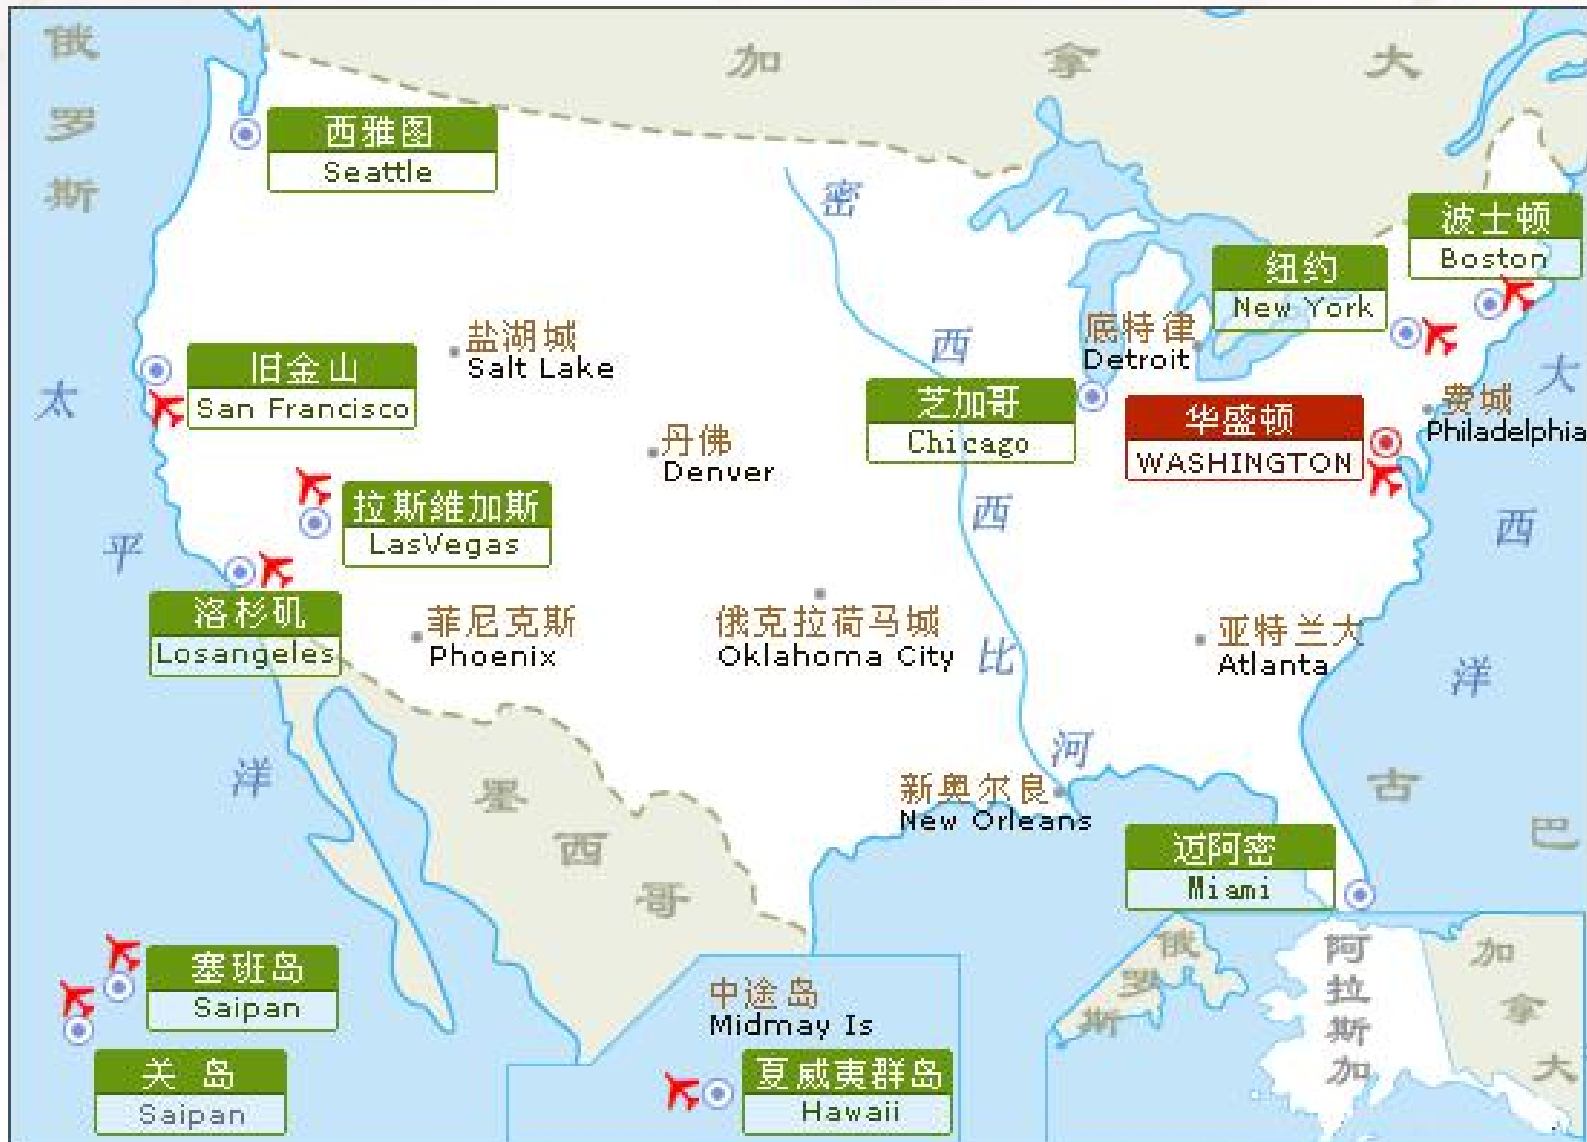 俄罗斯
加拿大
西雅图
Seattle
密西西比河
波士顿
Boston
纽约
New York
底特律
Detroit
盐湖城
Salt Lake
旧金山
San Francisco
太平洋
大西洋
芝加哥
Chicago
华盛顿
WASHINGTON
费城
Philadelphia
丹佛
Denver
拉斯维加斯
LasVegas
洛杉矶
Losangeles
菲尼克斯
Phoenix
俄克拉荷马城
Oklahoma City
亚特兰大
Atlanta
新奥尔良
New Orleans
墨西哥
古巴
迈阿密
Miami
塞班岛
Saipan
关岛
Saipan
中途岛
Midmay Is
夏威夷群岛
Hawaii
俄罗斯
阿拉斯加
加拿大